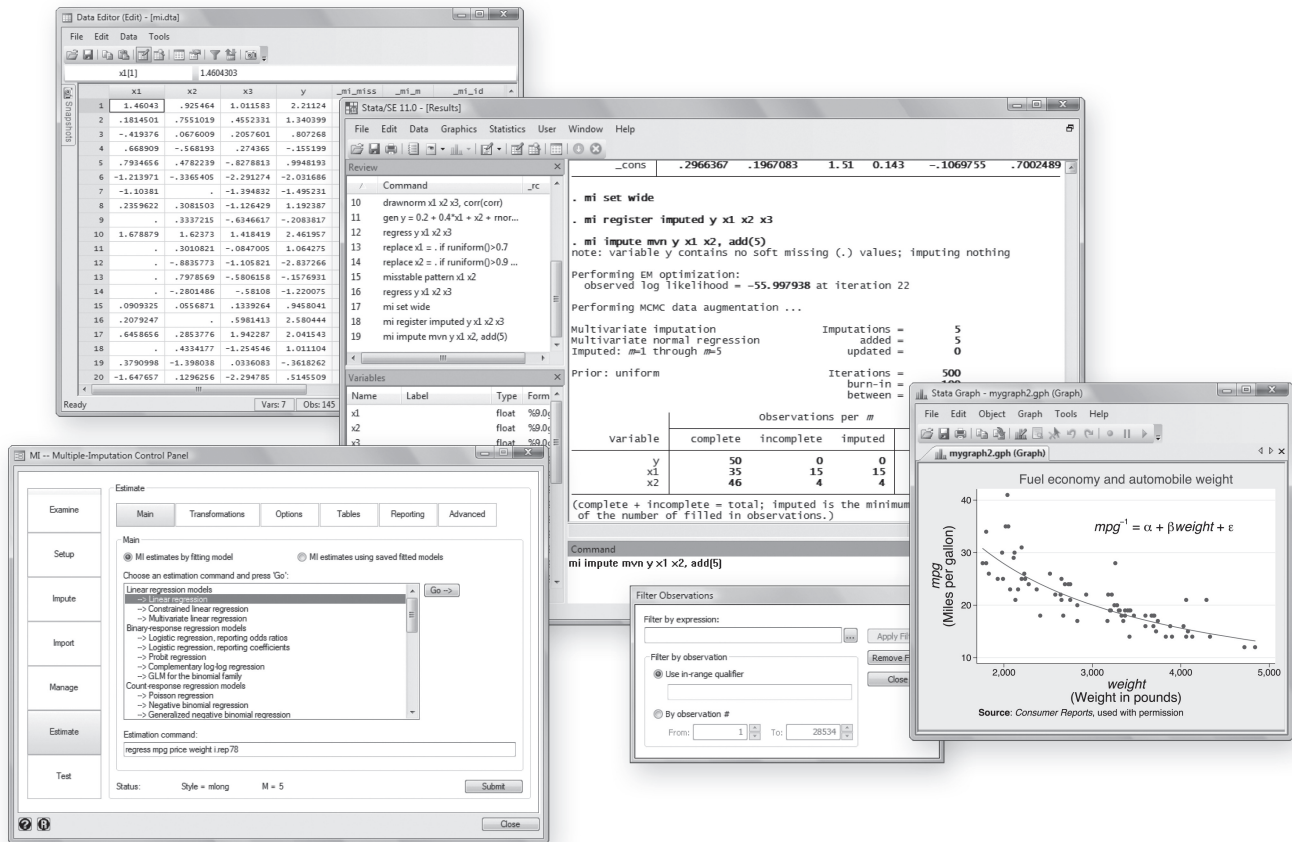 Data Editor (Edit) - [mi.dta]
File Edit Data Tools
x1[1] 1.4604303
Snapshots
x1 x2 x3 y _mi_miss _mi_m _mi_id
1 1.46043 .925464 1.011583 2.21124
2 .1814501 .7551019 .4552331 1.340399
3 -.419376 .0676009 .2057601 .807268
4 .668909 -.568193 .274365 -.155199
5 .7934656 .4782239 -.8278813 .9948193
6 -1.213971 -.3365405 -2.291274 -2.031686
7 -1.10381 . -1.394832 -1.495231
8 .2359622 .3081503 -1.126429 1.192387
9 . .3337215 -.6346617 -.2083817
10 1.678879 1.62373 1.418419 2.461957
11 . .3010821 -.0847005 1.064275
12 . -.8835773 -1.105821 -2.837266
13 . .7978569 -.5806158 -.1576931
14 . -.2801486 -.58108 -1.220075
15 .0909325 .0556871 .1339264 .9458041
16 .2079247 . .5981413 2.580444
17 .6458656 .2853776 1.942287 2.041543
18 . .4334177 -1.254546 1.011104
19 .3790998 -1.398038 .0336083 -.3618262
20 -1.647657 .1296256 -2.294785 .5145509
Ready Vars: 7 Obs: 145
Stata/SE 11.0 - [Results]
File Edit Data Graphics Statistics User Window Help
Review
/ Command _rc
10 drawnorm x1 x2 x3, corr(corr)
11 gen y = 0.2 + 0.4*x1 + x2 + rnor...
12 regress y x1 x2 x3
13 replace x1 = . if runiform()>0.7
14 replace x2 = . if runiform()>0.9 ...
15 misstable pattern x1 x2
16 regress y x1 x2 x3
17 mi set wide
18 mi register imputed y x1 x2 x3
19 mi impute mvn y x1 x2, add(5)
Variables
Name Label Type Form
x1 float %9.0g
x2 float %9.0g
x3 float %9.0g
_cons .2966367 .1967083 1.51 0.143 -.1069755 .7002489
. mi set wide
. mi register imputed y x1 x2 x3
. mi impute mvn y x1 x2, add(5)
note: variable y contains no soft missing (.) values; imputing nothing
Performing EM optimization:
observed log likelihood = -55.997938 at iteration 22
Performing MCMC data augmentation ...
Multivariate imputation Imputations = 5
Multivariate normal regression added = 5
Imputed: m=1 through m=5 updated = 0
Prior: uniform Iterations = 500
burn-in =
between =
Observations per m
Variable complete incomplete imputed
y 50 0 0
x1 35 15 15
x2 46 4 4
(complete + incomplete = total; imputed is the minimum
of the number of filled in observations.)
Command
mi impute mvn y x1 x2, add(5)
MI -- Multiple-Imputation Control Panel
Examine
Setup
Impute
Import
Manage
Estimate
Test
Estimate
Main Transformations Options Tables Reporting Advanced
Main
MI estimates by fitting model MI estimates using saved fitted models
Choose an estimation command and press 'Go':
Linear regression models
--> Linear regression
--> Constrained linear regression
--> Multivariate linear regression
Binary-response regression models
--> Logistic regression, reporting odds ratios
--> Logistic regression, reporting coefficients
--> Probit regression
--> Complementary log-log regression
--> GLM for the binomial family
Count-response regression models
--> Poisson regression
--> Negative binomial regression
--> Generalized negative binomial regression
Go -->
Estimation command:
regress mpg price weight i.rep78
Status: Style = mlong M = 5
Submit
Close
Filter Observations
Filter by expression:
... Apply Fi
Filter by observation
Remove F
Use in-range qualifier
Close
By observation #
From: 1 To: 28534
Stata Graph - mygraph2.gph (Graph)
File Edit Object Graph Tools Help
mygraph2.gph (Graph)
Fuel economy and automobile weight
mpg⁻¹ = α + βweight + ε
mpg
(Miles per gallon)
40
30
20
10
2,000 3,000 4,000 5,000
weight
(Weight in pounds)
Source: Consumer Reports, used with permission